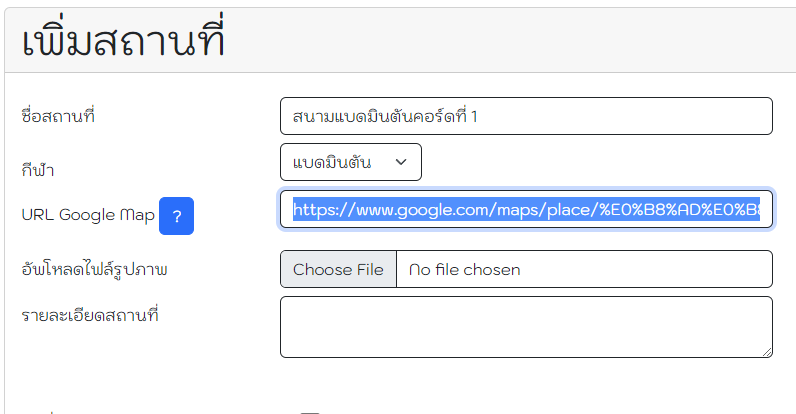 เพิ่มสถานที่
ชื่อสถานที่ สนามแบดมินตันคอร์ดที่ 1
กีฬา แบดมินตัน
URL Google Map ? https://www.google.com/maps/place/%E0%B8%AD%E0%B8
อัพโหลดไฟล์รูปภาพ Choose File No file chosen
รายละเอียดสถานที่